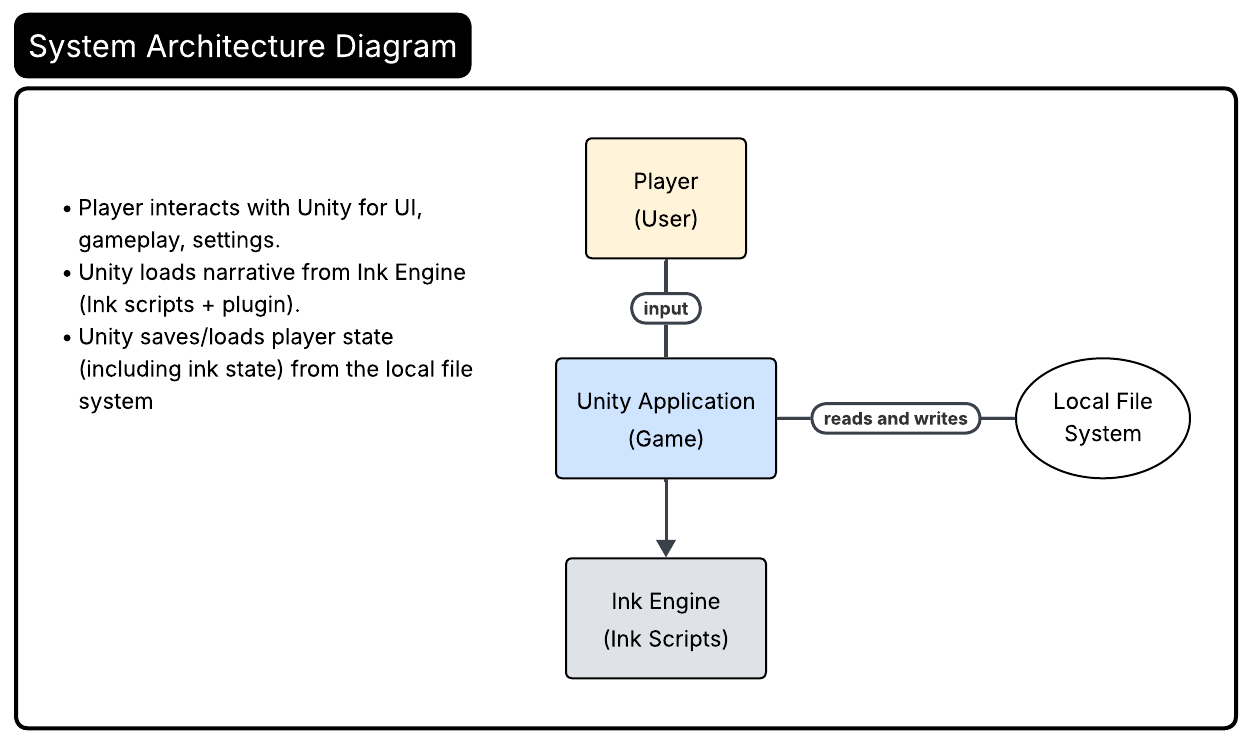 System Architecture Diagram
• Player interacts with Unity for UI,
gameplay, settings.
• Unity loads narrative from Ink Engine
(Ink scripts + plugin).
• Unity saves/loads player state
(including ink state) from the local file
system
Player
(User)
input
Unity Application
(Game)
reads and writes
Local File
System
Ink Engine
(Ink Scripts)